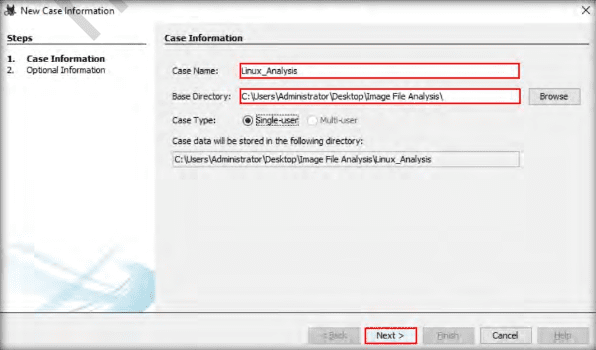 New Case Information
Steps
1. Case Information
2. Optional Information
Case Information
Case Name: Linux_Analysis
Base Directory: C:\Users\Administrator\Desktop\Image File Analysis\ Browse
Case Type: Single-user Multi-user
Case data will be stored in the following directory:
C:\Users\Administrator\Desktop\Image File Analysis\Linux_Analysis
< Back Next > Finish Cancel Help